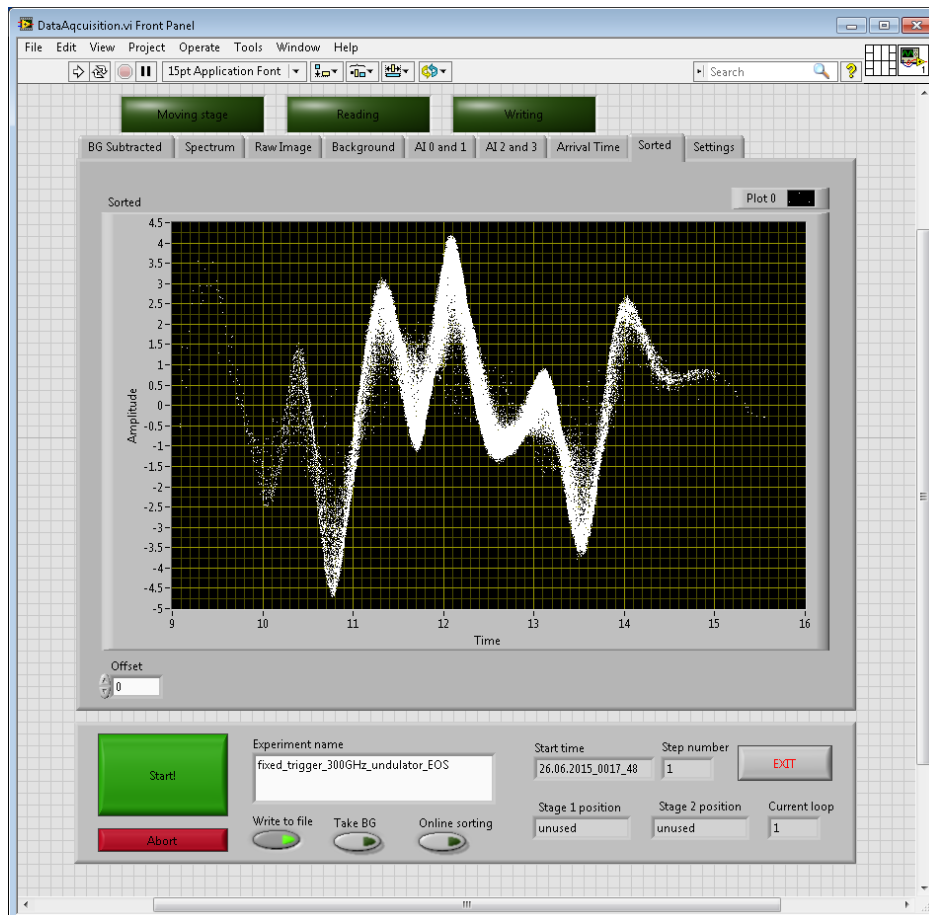 DataAqcuisition.vi Front Panel
File Edit View Project Operate Tools Window Help
15pt Application Font
Search
1
Moving stage Reading Writing
BG Subtracted Spectrum Raw Image Background AI 0 and 1 AI 2 and 3 Arrival Time Sorted Settings
Sorted
Plot 0
4.5
4
3.5
3
2.5
2
1.5
1
0.5
0
-0.5
-1
-1.5
-2
-2.5
-3
-3.5
-4
-4.5
-5
Amplitude
9 10 11 12 13 14 15 16
Time
Offset
0
Start!
Abort
Experiment name
fixed_trigger_300GHz_undulator_EOS
Write to file Take BG Online sorting
Start time Step number
26.06.2015_0017_48 1
EXIT
Stage 1 position Stage 2 position Current loop
unused unused 1